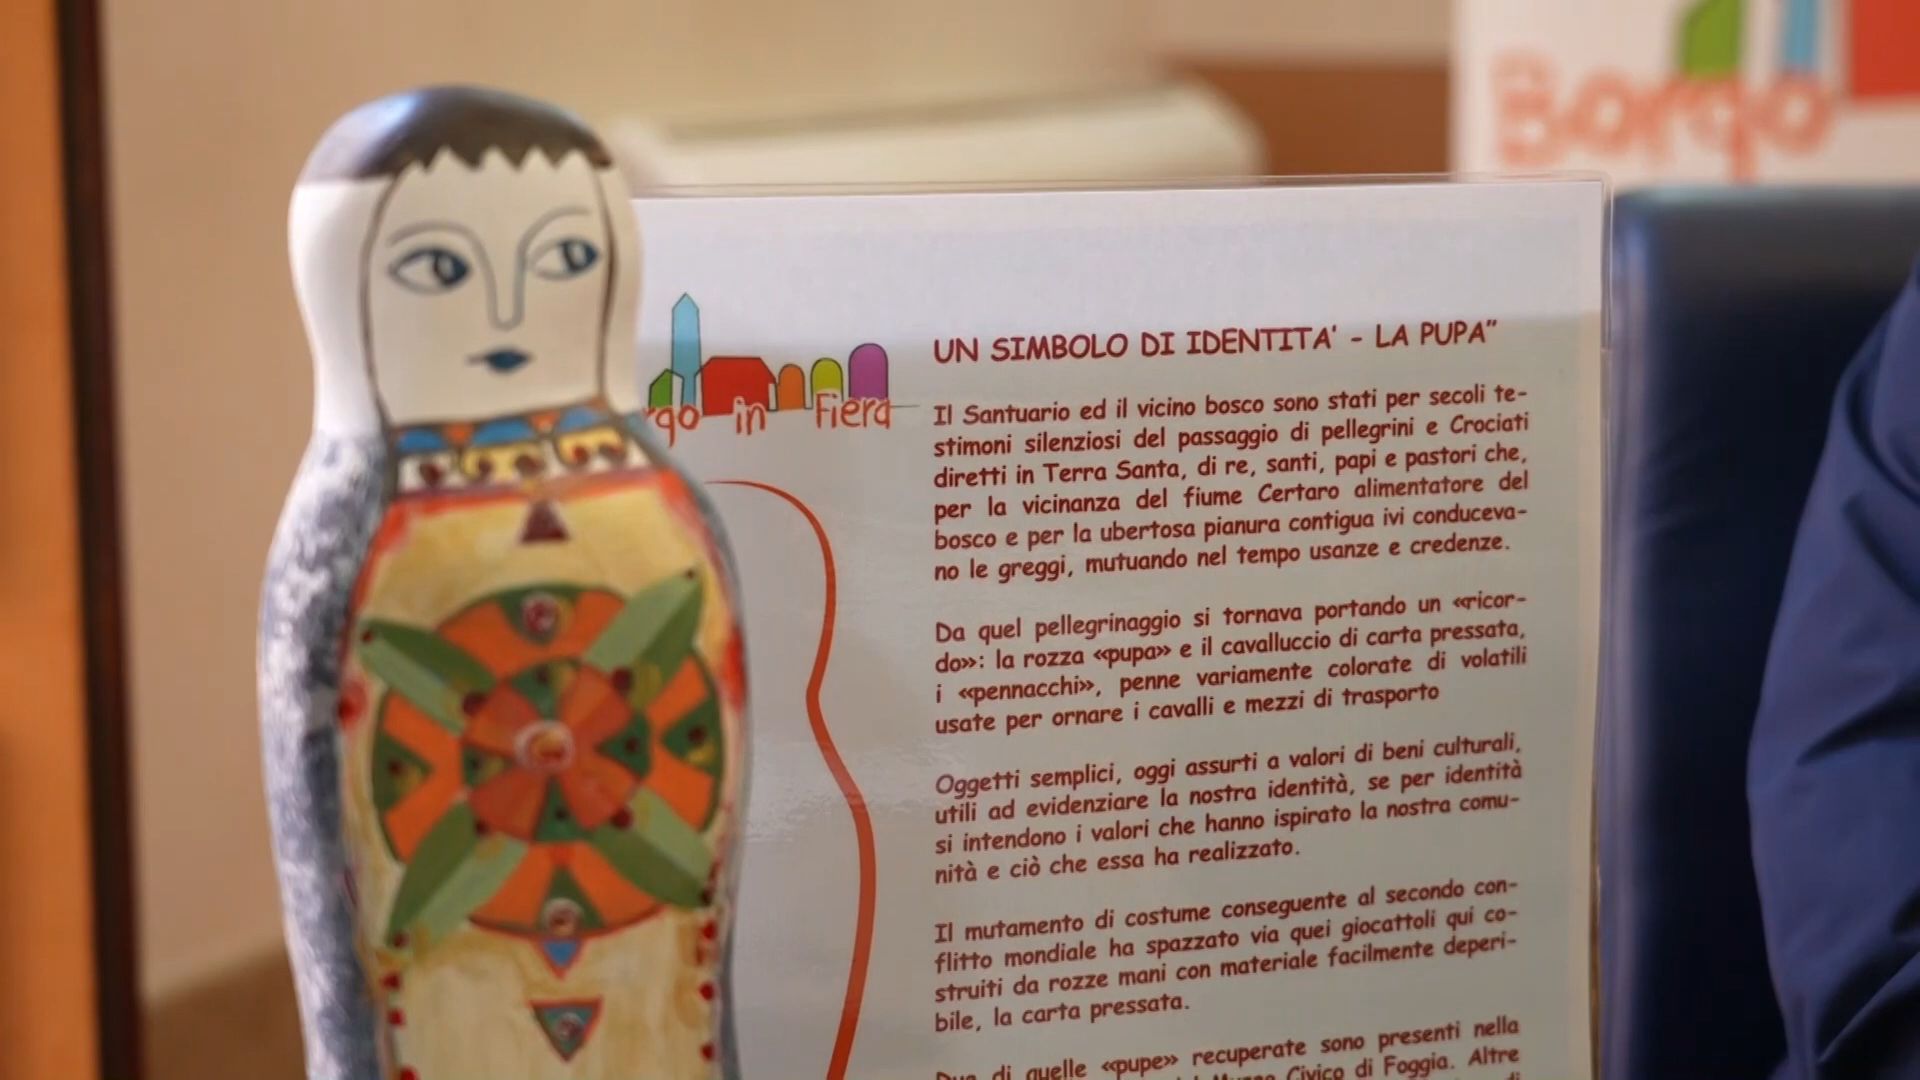 Borgo
rgo in Fiera
UN SIMBOLO DI IDENTITA' - LA PUPA”
Il Santuario ed il vicino bosco sono stati per secoli te-
stimoni silenziosi del passaggio di pellegrini e Crociati
diretti in Terra Santa, di re, santi, papi e pastori che,
per la vicinanza del fiume Certaro alimentatore del
bosco e per la ubertosa pianura contigua ivi conduceva-
no le greggi, mutuando nel tempo usanze e credenze.
Da quel pellegrinaggio si tornava portando un «ricor-
do»: la rozza «pupa» e il cavalluccio di carta pressata,
i «pennacchi», penne variamente colorate di volatili
usate per ornare i cavalli e mezzi di trasporto
Oggetti semplici, oggi assurti a valori di beni culturali,
utili ad evidenziare la nostra identità, se per identità
si intendono i valori che hanno ispirato la nostra comu-
nità e ciò che essa ha realizzato.
Il mutamento di costume conseguente al secondo con-
flitto mondiale ha spazzato via quei giocattoli qui co-
struiti da rozze mani con materiale facilmente deperi-
bile, la carta pressata.
Due di quelle «pupe» recuperate sono presenti nella
Museo Civico di Foggia. Altre
di